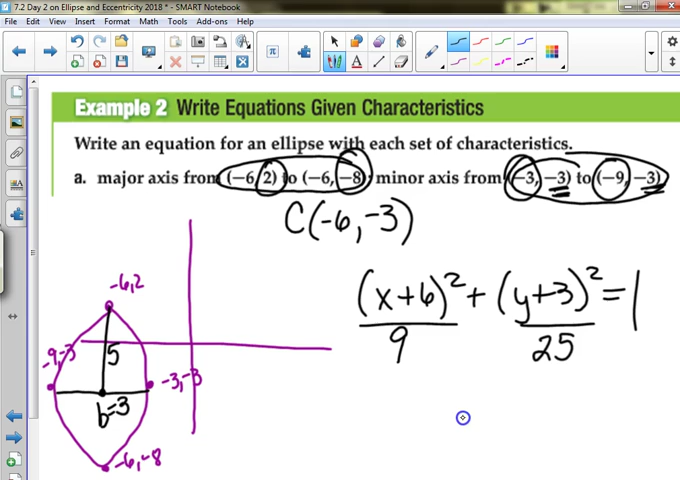 7.2 Day 2 on Ellipse and Eccentricity 2018 * - SMART Notebook
File Edit View Insert Format Tools Add-ons Help
Example 2 Write Equations Given Characteristics
Write an equation for an ellipse with each set of characteristics.
a. major axis from (−6, 2) to (−6, −8); minor axis from (−3, −3) to (−9, −3)
C(-6, -3)
-6,2
(x+6)² + (y+3)² = 1
9 25
5
-9,-3
-3,-3
b=3
-6,-8